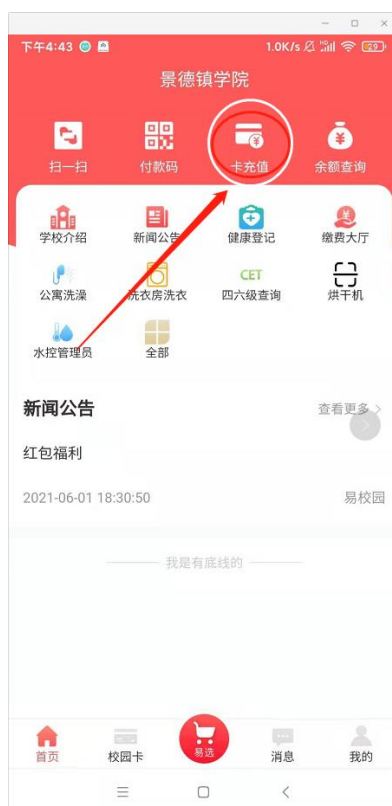 下午4:43 1.0K/s 29
景德镇学院
扫一扫 付款码 卡充值 余额查询
学校介绍 新闻公告 健康登记 缴费大厅
CET
公寓洗澡 洗衣房洗衣 四六级查询 烘干机
水控管理员 全部
新闻公告 查看更多
红包福利
2021-06-01 18:30:50 易校园
我是有底线的
易选
首页 校园卡 消息 我的